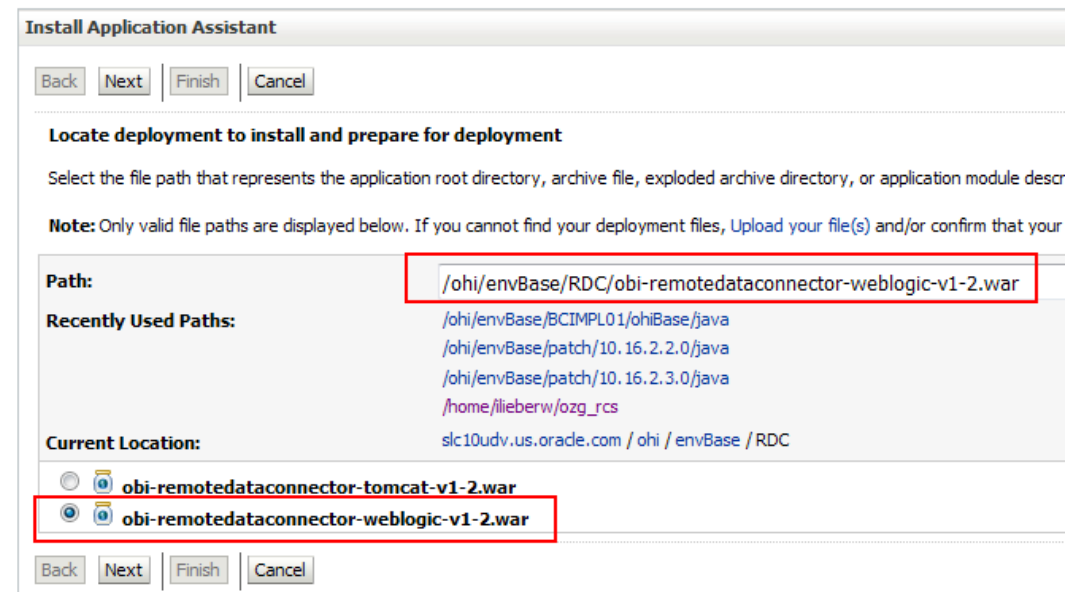 Install Application Assistant
Back Next Finish Cancel
Locate deployment to install and prepare for deployment
Select the file path that represents the application root directory, archive file, exploded archive directory, or application module descr
Note: Only valid file paths are displayed below. If you cannot find your deployment files, Upload your file(s) and/or confirm that your
Path: /ohi/envBase/RDC/obi-remotedataconnector-weblogic-v1-2.war
Recently Used Paths: /ohi/envBase/BCIMPL01/ohiBase/java
/ohi/envBase/patch/10.16.2.2.0/java
/ohi/envBase/patch/10.16.2.3.0/java
/home/ilieberw/ozg_rcs
Current Location: slc10udv.us.oracle.com / ohi / envBase / RDC
obi-remotedataconnector-tomcat-v1-2.war
obi-remotedataconnector-weblogic-v1-2.war
Back Next Finish Cancel